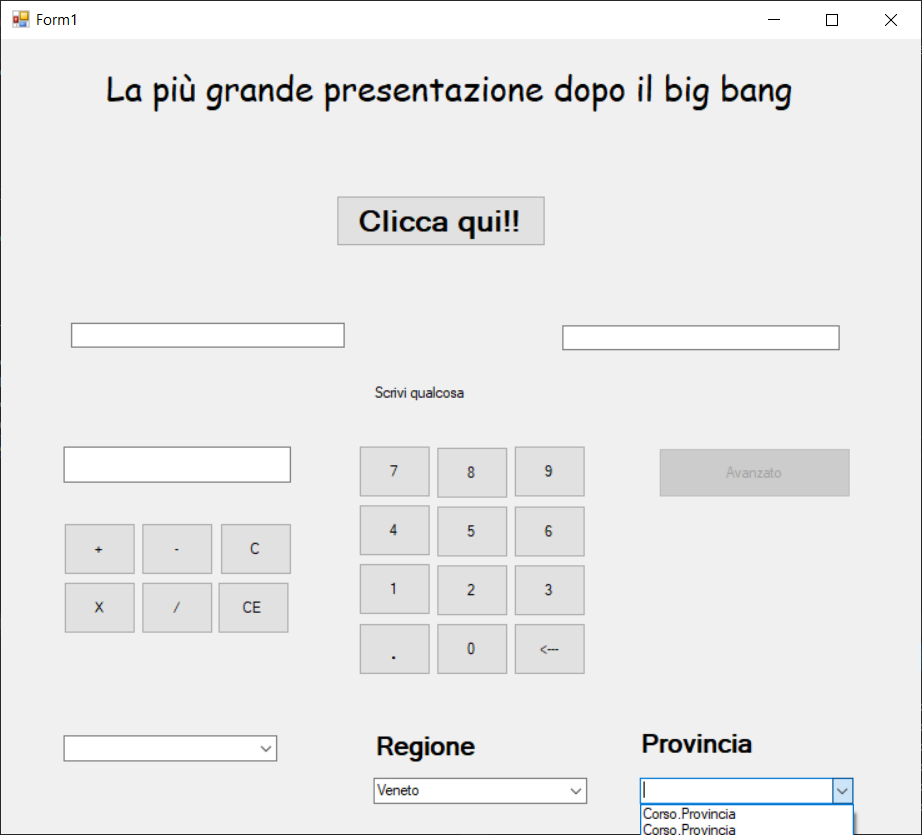 Form1
La più grande presentazione dopo il big bang
Clicca qui!!
Scrivi qualcosa
7 8 9
Avanzato
4 5 6
+ - C
1 2 3
X / CE
. 0 <---
Regione
Provincia
Veneto
Corso.Provincia
Corso.Provincia